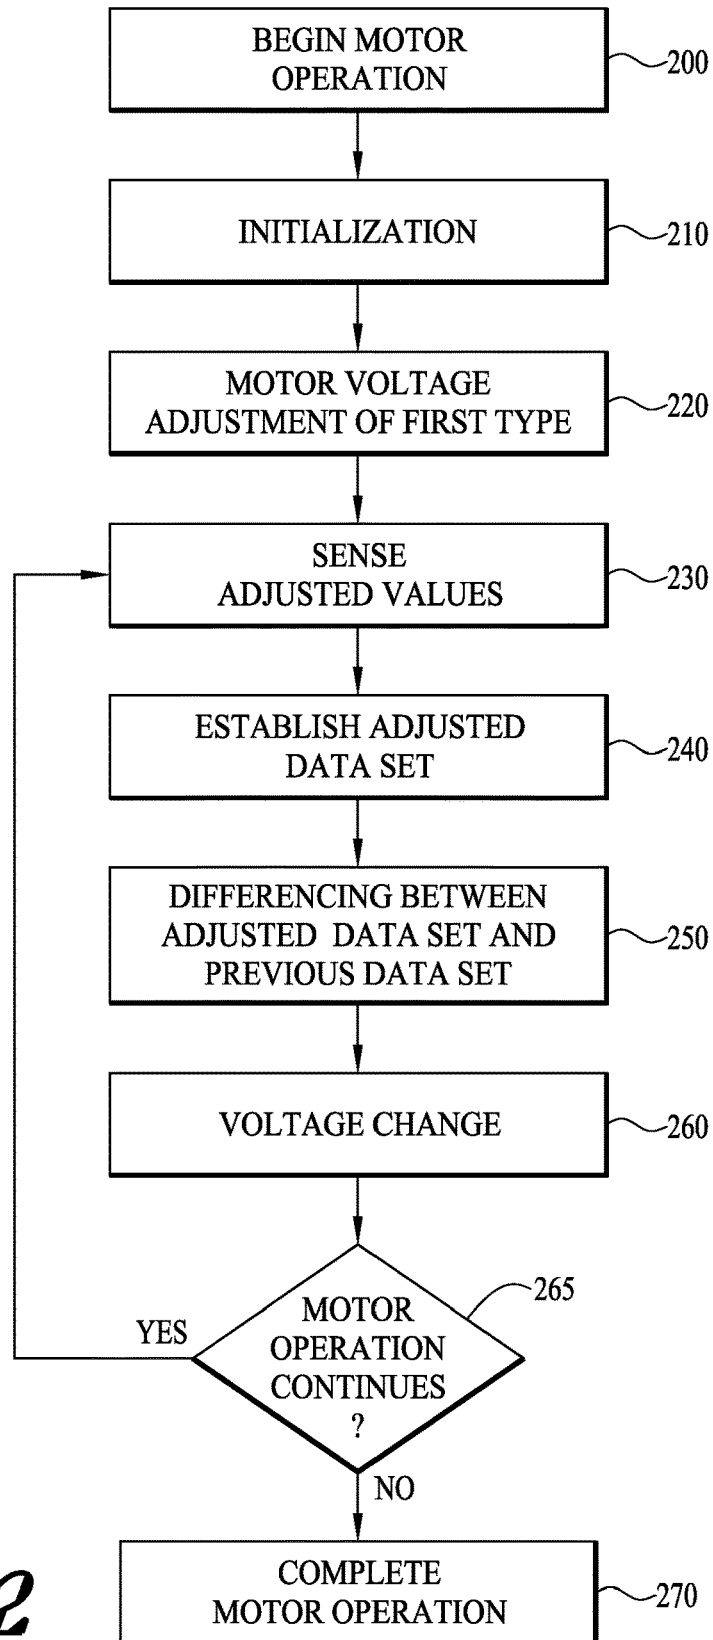 BEGIN MOTOR
OPERATION
200
INITIALIZATION
210
MOTOR VOLTAGE
ADJUSTMENT OF FIRST TYPE
220
SENSE
ADJUSTED VALUES
230
ESTABLISH ADJUSTED
DATA SET
240
DIFFERENCING BETWEEN
ADJUSTED DATA SET AND
PREVIOUS DATA SET
250
VOLTAGE CHANGE
260
265
MOTOR
OPERATION
CONTINUES
?
YES
NO
COMPLETE
MOTOR OPERATION
270
2